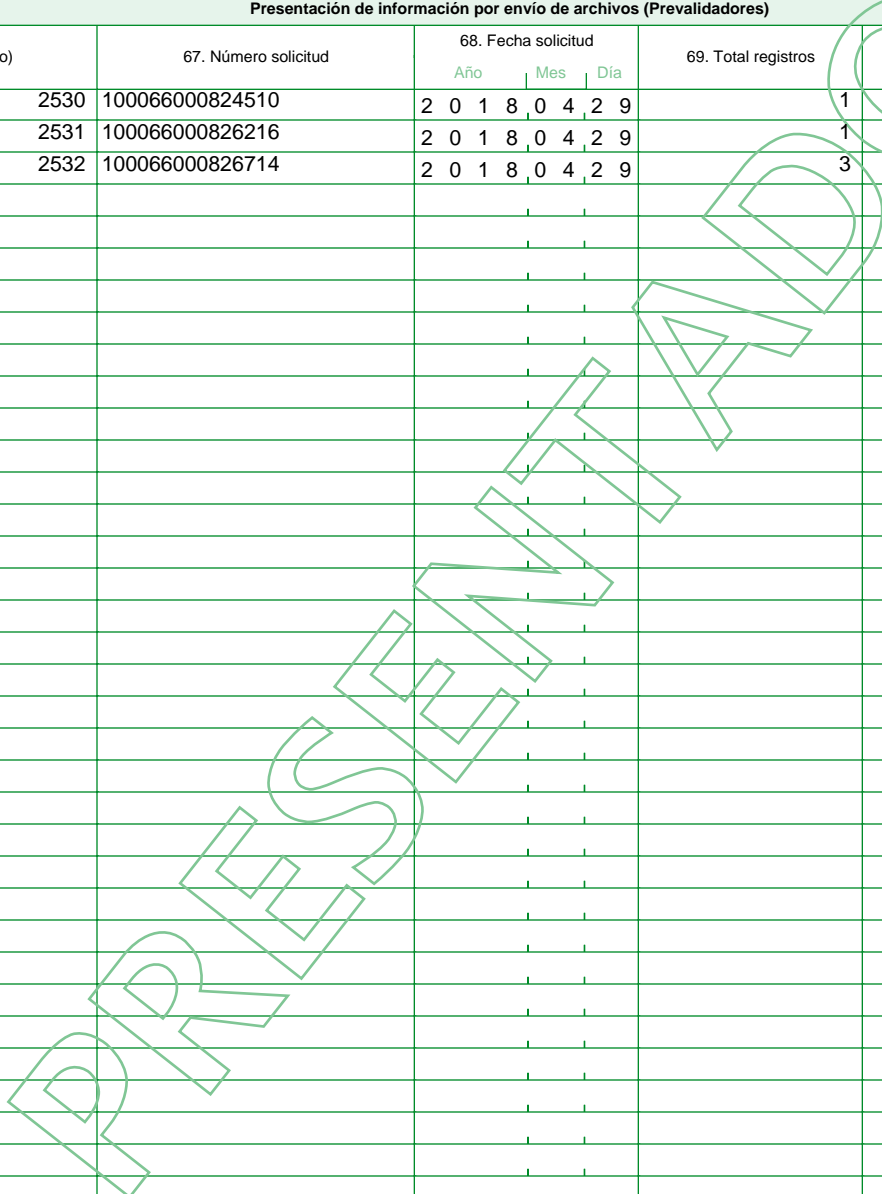 Presentación de información por envío de archivos (Prevalidadores)
o) 67. Número solicitud 68. Fecha solicitud 69. Total registros
Año Mes Día
2530 100066000824510 2 0 1 8 0 4 2 9 1
2531 100066000826216 2 0 1 8 0 4 2 9 1
2532 100066000826714 2 0 1 8 0 4 2 9 3
PRESENTADO